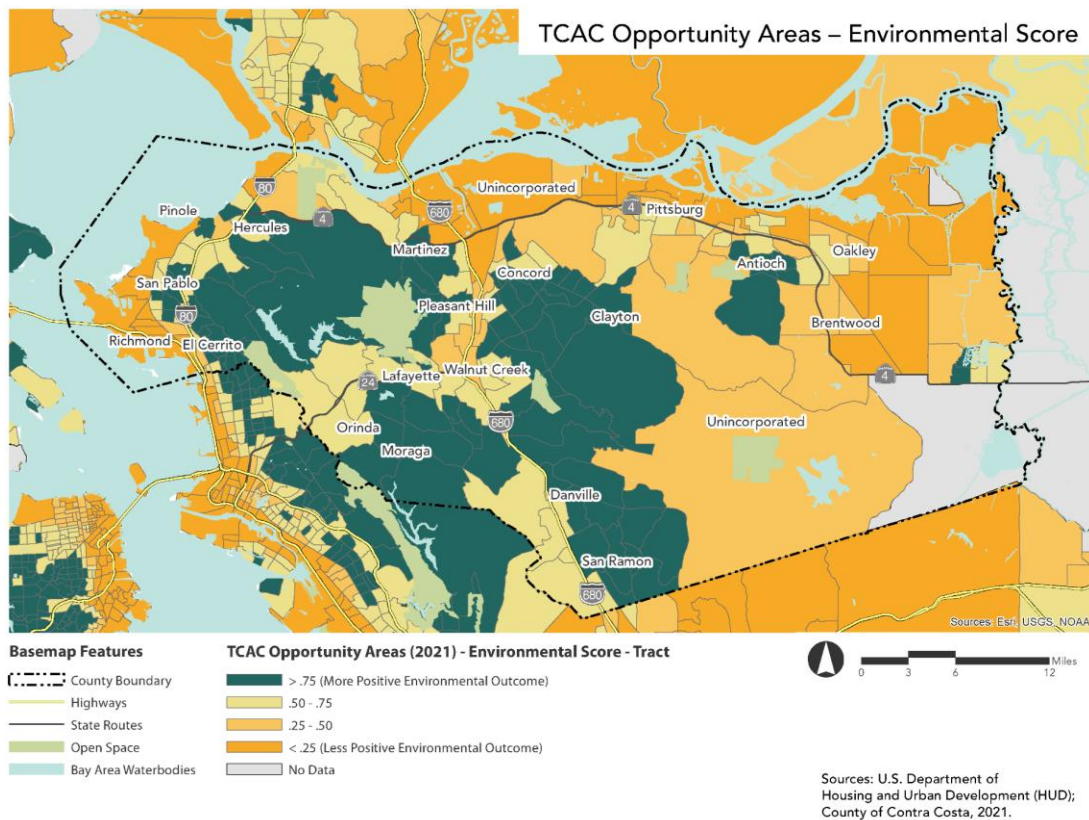 TCAC Opportunity Areas – Environmental Score
Unincorporated
80
Pinole
Hercules
4
680
4
Pittsburg
Martinez
Concord
Antioch
Oakley
San Pablo
80
Pleasant Hill
Clayton
Brentwood
Richmond
El Cerrito
24
Lafayette
Walnut Creek
4
Orinda
680
Unincorporated
Moraga
Danville
San Ramon
680
Sources: Esri, USGS, NOAA
Basemap Features
County Boundary
Highways
State Routes
Open Space
Bay Area Waterbodies
TCAC Opportunity Areas (2021) - Environmental Score - Tract
> .75 (More Positive Environmental Outcome)
.50 - .75
.25 - .50
< .25 (Less Positive Environmental Outcome)
No Data
Miles
0 3 6 12
Sources: U.S. Department of
Housing and Urban Development (HUD);
County of Contra Costa, 2021.